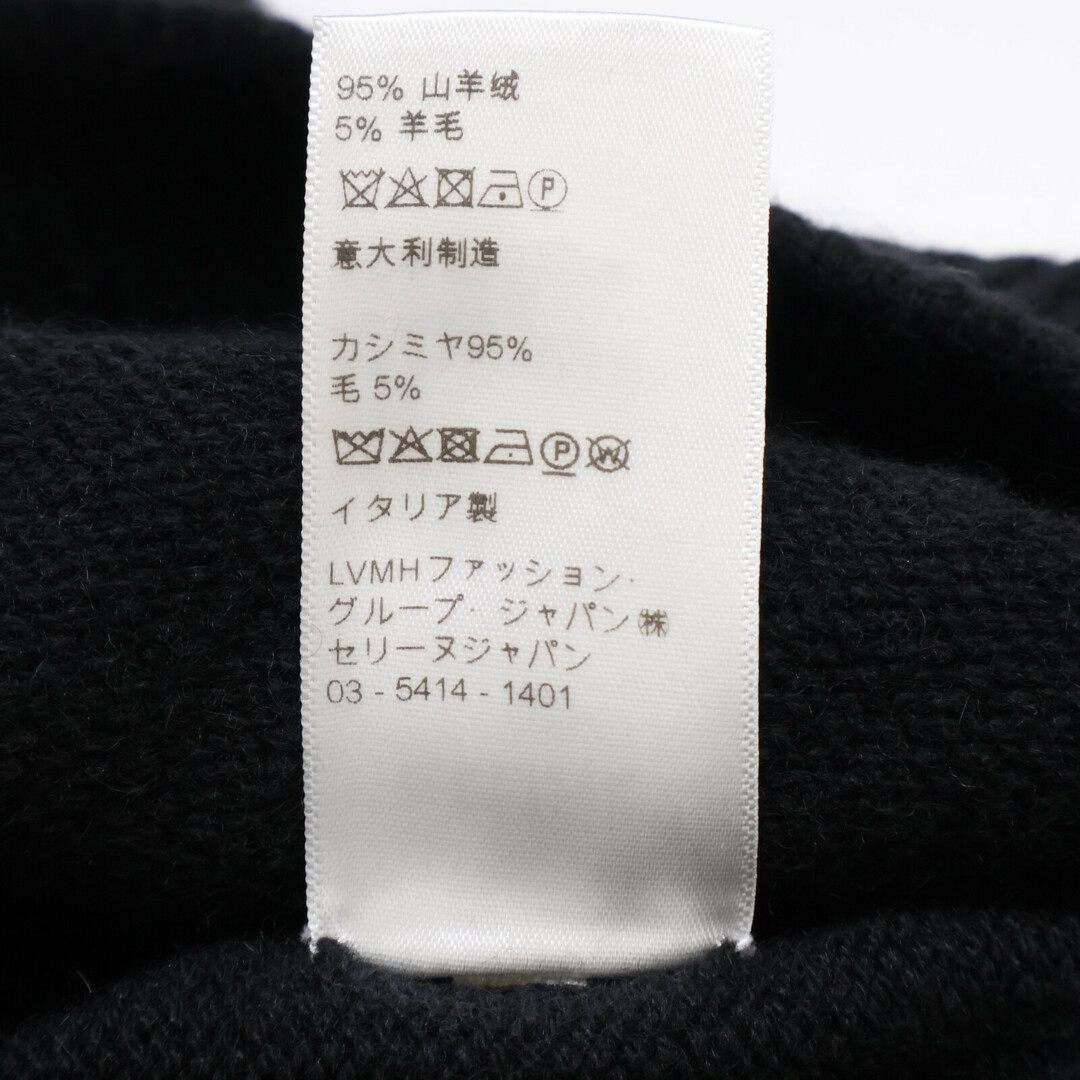 95% 山羊绒
5% 羊毛
P
意大利制造
カシミヤ95%
毛 5%
P W
イタリア製
LVMHファッション·
グループ· ジャパン㈱
セリーヌジャパン
03 - 5414 - 1401